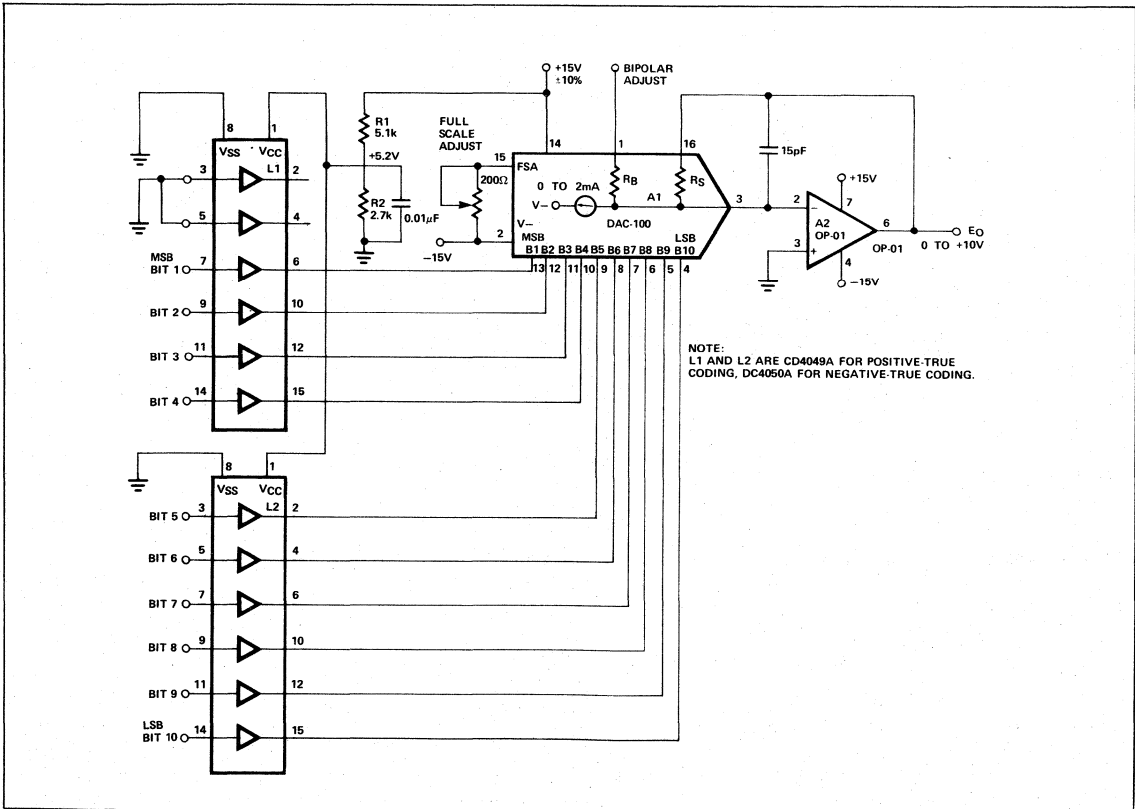 +15V
±10%
BIPOLAR
ADJUST
8
1
VSS
VCC
L1
3
2
5
4
MSB
BIT 1
7
6
BIT 2
9
10
BIT 3
11
12
BIT 4
14
15
R1
5.1k
+5.2V
R2
2.7k
0.01μF
FULL
SCALE
ADJUST
200Ω
−15V
15
14
1
16
FSA
0 TO 2mA
V−
RB
RS
A1
DAC-100
V−
2
MSB
LSB
B1 B2 B3 B4 B5 B6 B7 B8 B9 B10
13 12 11 10 9 8 7 6 5 4
3
15pF
+15V
7
2
−
A2
OP-01
3
+
6
OP-01
4
−15V
EO
0 TO +10V
NOTE:
L1 AND L2 ARE CD4049A FOR POSITIVE-TRUE
CODING, DC4050A FOR NEGATIVE-TRUE CODING.
8
1
VSS
VCC
L2
BIT 5
3
2
BIT 6
5
4
BIT 7
7
6
BIT 8
9
10
BIT 9
11
12
LSB
BIT 10
14
15